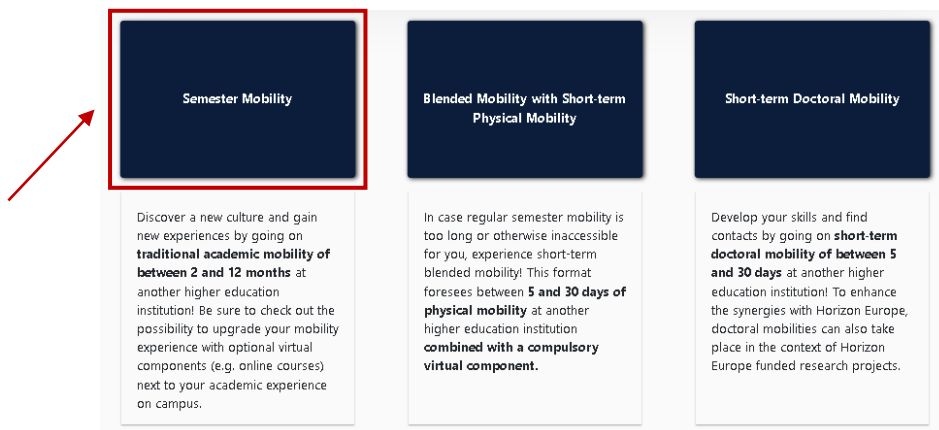 Semester Mobility
Discover a new culture and gain
new experiences by going on
traditional academic mobility of
between 2 and 12 months at
another higher education
institution! Be sure to check out the
possibility to upgrade your mobility
experience with optional virtual
components (e.g. online courses)
next to your academic experience
on campus.
Blended Mobility with Short-term
Physical Mobility
In case regular semester mobility is
too long or otherwise inaccessible
for you, experience short-term
blended mobility! This format
foresees between 5 and 30 days of
physical mobility at another
higher education institution
combined with a compulsory
virtual component.
Short-term Doctoral Mobility
Develop your skills and find
contacts by going on short-term
doctoral mobility of between 5
and 30 days at another higher
education institution! To enhance
the synergies with Horizon Europe,
doctoral mobilities can also take
place in the context of Horizon
Europe funded research projects.